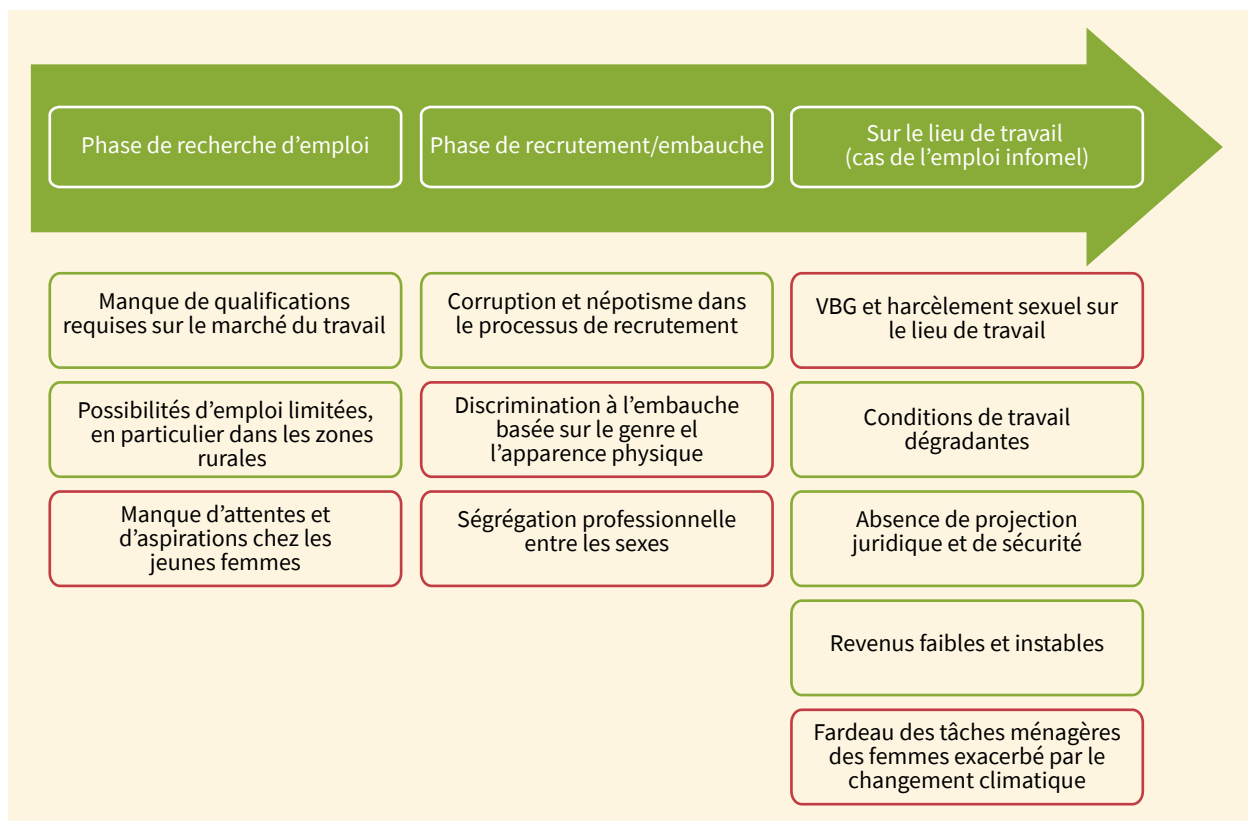 Phase de recherche d'emploi
Phase de recrutement/embauche
Sur le lieu de travail
(cas de l'emploi infomel)
Manque de qualifications
requises sur le marché du travail
Possibilités d'emploi limitées,
en particulier dans les zones
rurales
Manque d'attentes et
d'aspirations chez les
jeunes femmes
Corruption et népotisme dans
le processus de recrutement
Discrimination à l'embauche
basée sur le genre el
l'apparence physique
Ségrégation professionnelle
entre les sexes
VBG et harcèlement sexuel sur
le lieu de travail
Conditions de travail
dégradantes
Absence de projection
juridique et de sécurité
Revenus faibles et instables
Fardeau des tâches ménagères
des femmes exacerbé par le
changement climatique